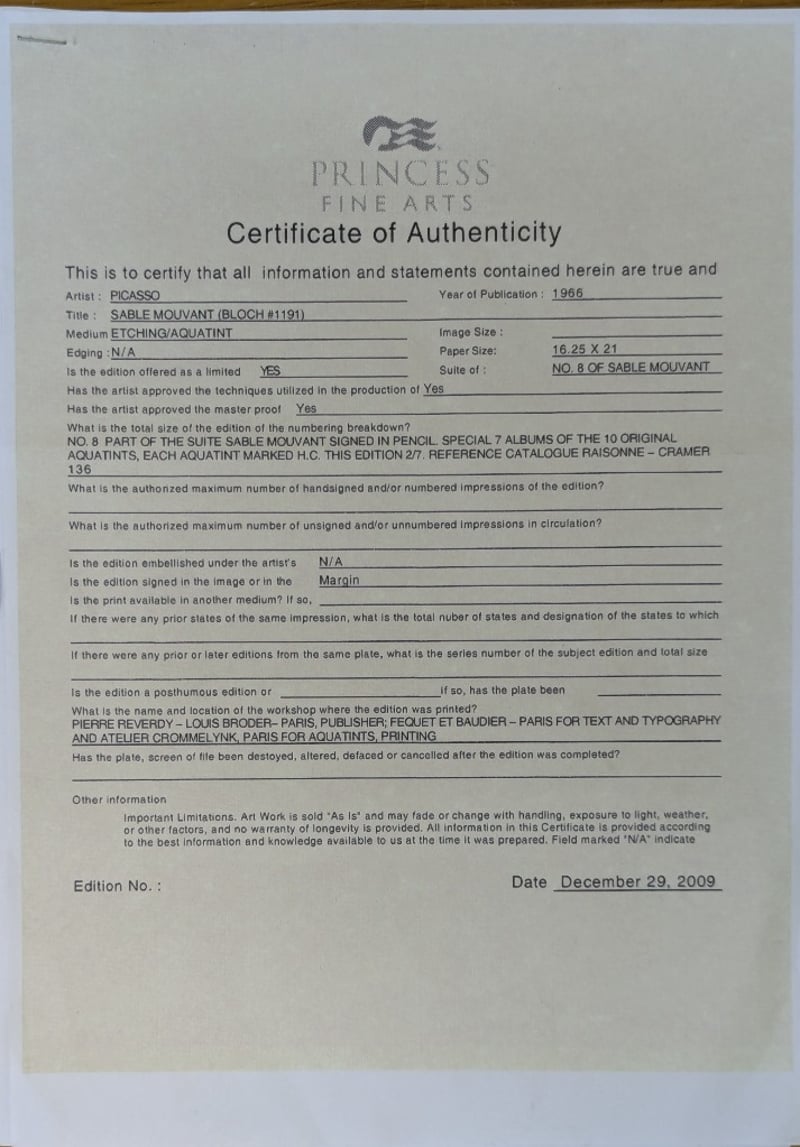 PRINCESS
FINE ARTS
Certificate of Authenticity
This is to certify that all information and statements contained herein are true and
Artist : PICASSO Year of Publication : 1966
Title : SABLE MOUVANT (BLOCH #1191)
Medium ETCHING/AQUATINT Image Size :
Edging : N/A Paper Size: 16.25 X 21
Is the edition offered as a limited YES Suite of : NO. 8 OF SABLE MOUVANT
Has the artist approved the techniques utilized in the production of Yes
Has the artist approved the master proof Yes
What is the total size of the edition of the numbering breakdown?
NO. 8 PART OF THE SUITE SABLE MOUVANT SIGNED IN PENCIL. SPECIAL 7 ALBUMS OF THE 10 ORIGINAL
AQUATINTS, EACH AQUATINT MARKED H.C. THIS EDITION 2/7. REFERENCE CATALOGUE RAISONNE – CRAMER
136
What is the authorized maximum number of handsigned and/or numbered impressions of the edition?
What is the authorized maximum number of unsigned and/or unnumbered impressions in circulation?
Is the edition embellished under the artist's N/A
Is the edition signed in the image or in the Margin
Is the print available in another medium? If so,
If there were any prior states of the same impression, what is the total nuber of states and designation of the states to which
If there were any prior or later editions from the same plate, what is the series number of the subject edition and total size
Is the edition a posthumous edition or if so, has the plate been
What is the name and location of the workshop where the edition was printed?
PIERRE REVERDY – LOUIS BRODER– PARIS, PUBLISHER; FEQUET ET BAUDIER – PARIS FOR TEXT AND TYPOGRAPHY
AND ATELIER CROMMELYNK, PARIS FOR AQUATINTS, PRINTING
Has the plate, screen of file been destoyed, altered, defaced or cancelled after the edition was completed?
Other information
Important Limitations. Art Work is sold "As Is" and may fade or change with handling, exposure to light, weather,
or other factors, and no warranty of longevity is provided. All information in this Certificate is provided according
to the best information and knowledge available to us at the time it was prepared. Field marked "N/A" indicate
Edition No. : Date December 29, 2009